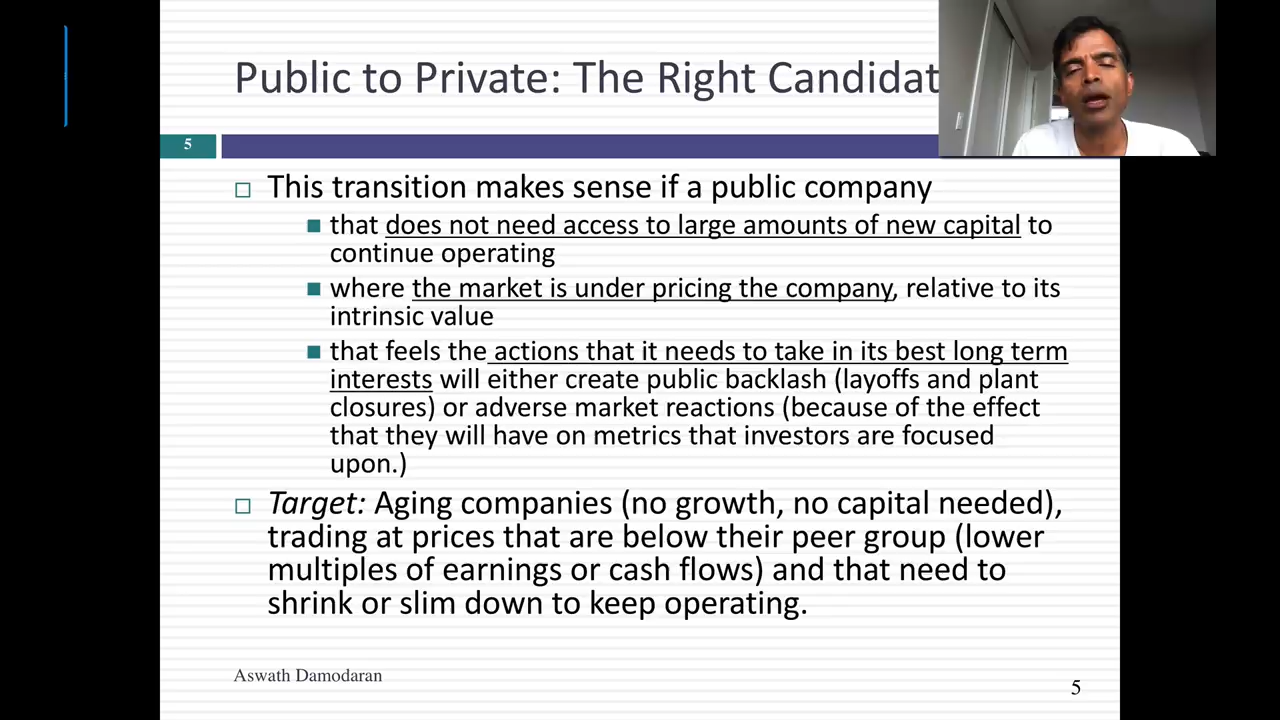 Public to Private: The Right Candidat
5
This transition makes sense if a public company
that does not need access to large amounts of new capital to
continue operating
where the market is under pricing the company, relative to its
intrinsic value
that feels the actions that it needs to take in its best long term
interests will either create public backlash (layoffs and plant
closures) or adverse market reactions (because of the effect
that they will have on metrics that investors are focused
upon.)
Target: Aging companies (no growth, no capital needed),
trading at prices that are below their peer group (lower
multiples of earnings or cash flows) and that need to
shrink or slim down to keep operating.
Aswath Damodaran
5